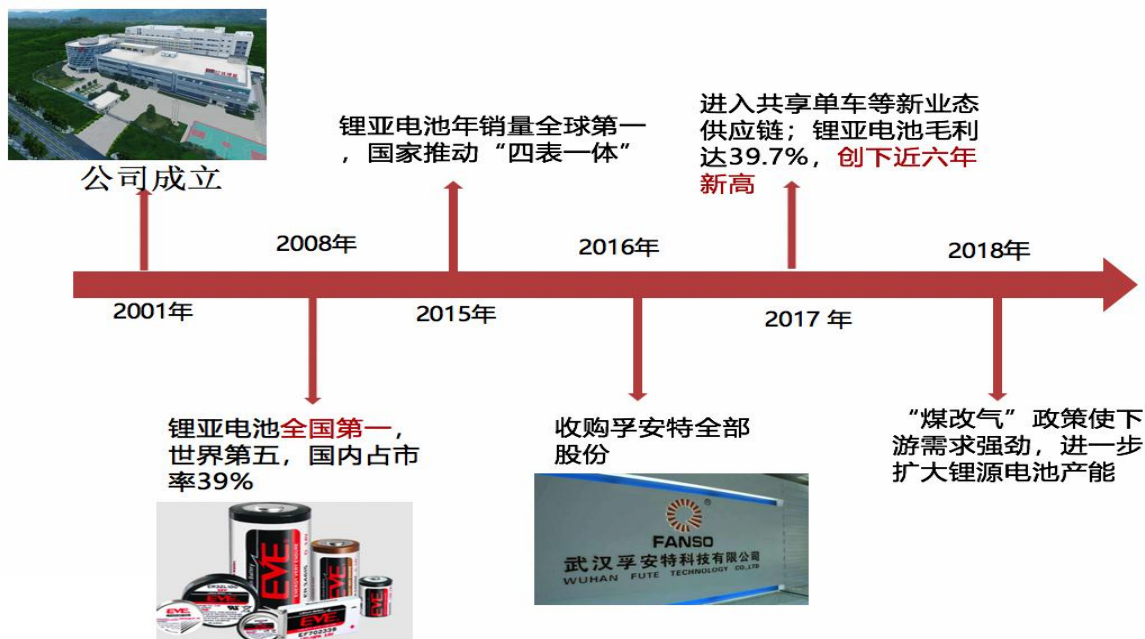 公司成立
锂亚电池年销量全球第一
，国家推动“四表一体”
进入共享单车等新业态
供应链；锂亚电池毛利
达39.7%，创下近六年
新高
2008年
2016年
2018年
2001年
2015年
2017 年
锂亚电池全国第一，
世界第五，国内占市
率39%
收购孚安特全部
股份
“煤改气”政策使下
游需求强劲，进一步
扩大锂源电池产能
EVE
EVE
EVE
EVE
EVE
EF702338
®
FANSO
武汉孚安特科技有限公司
WUHAN FUTE TECHNOLOGY CO.,LTD